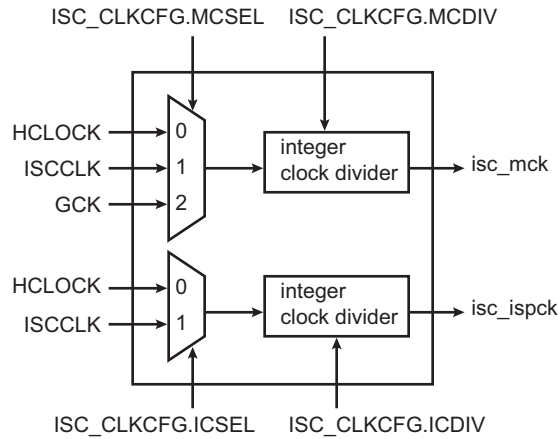 ISC_CLKCFG.MCSEL ISC_CLKCFG.MCDIV
HCLOCK 0
ISCCLK 1
GCK 2
integer
clock divider
isc_mck
HCLOCK 0
ISCCLK 1
integer
clock divider
isc_ispck
ISC_CLKCFG.ICSEL ISC_CLKCFG.ICDIV